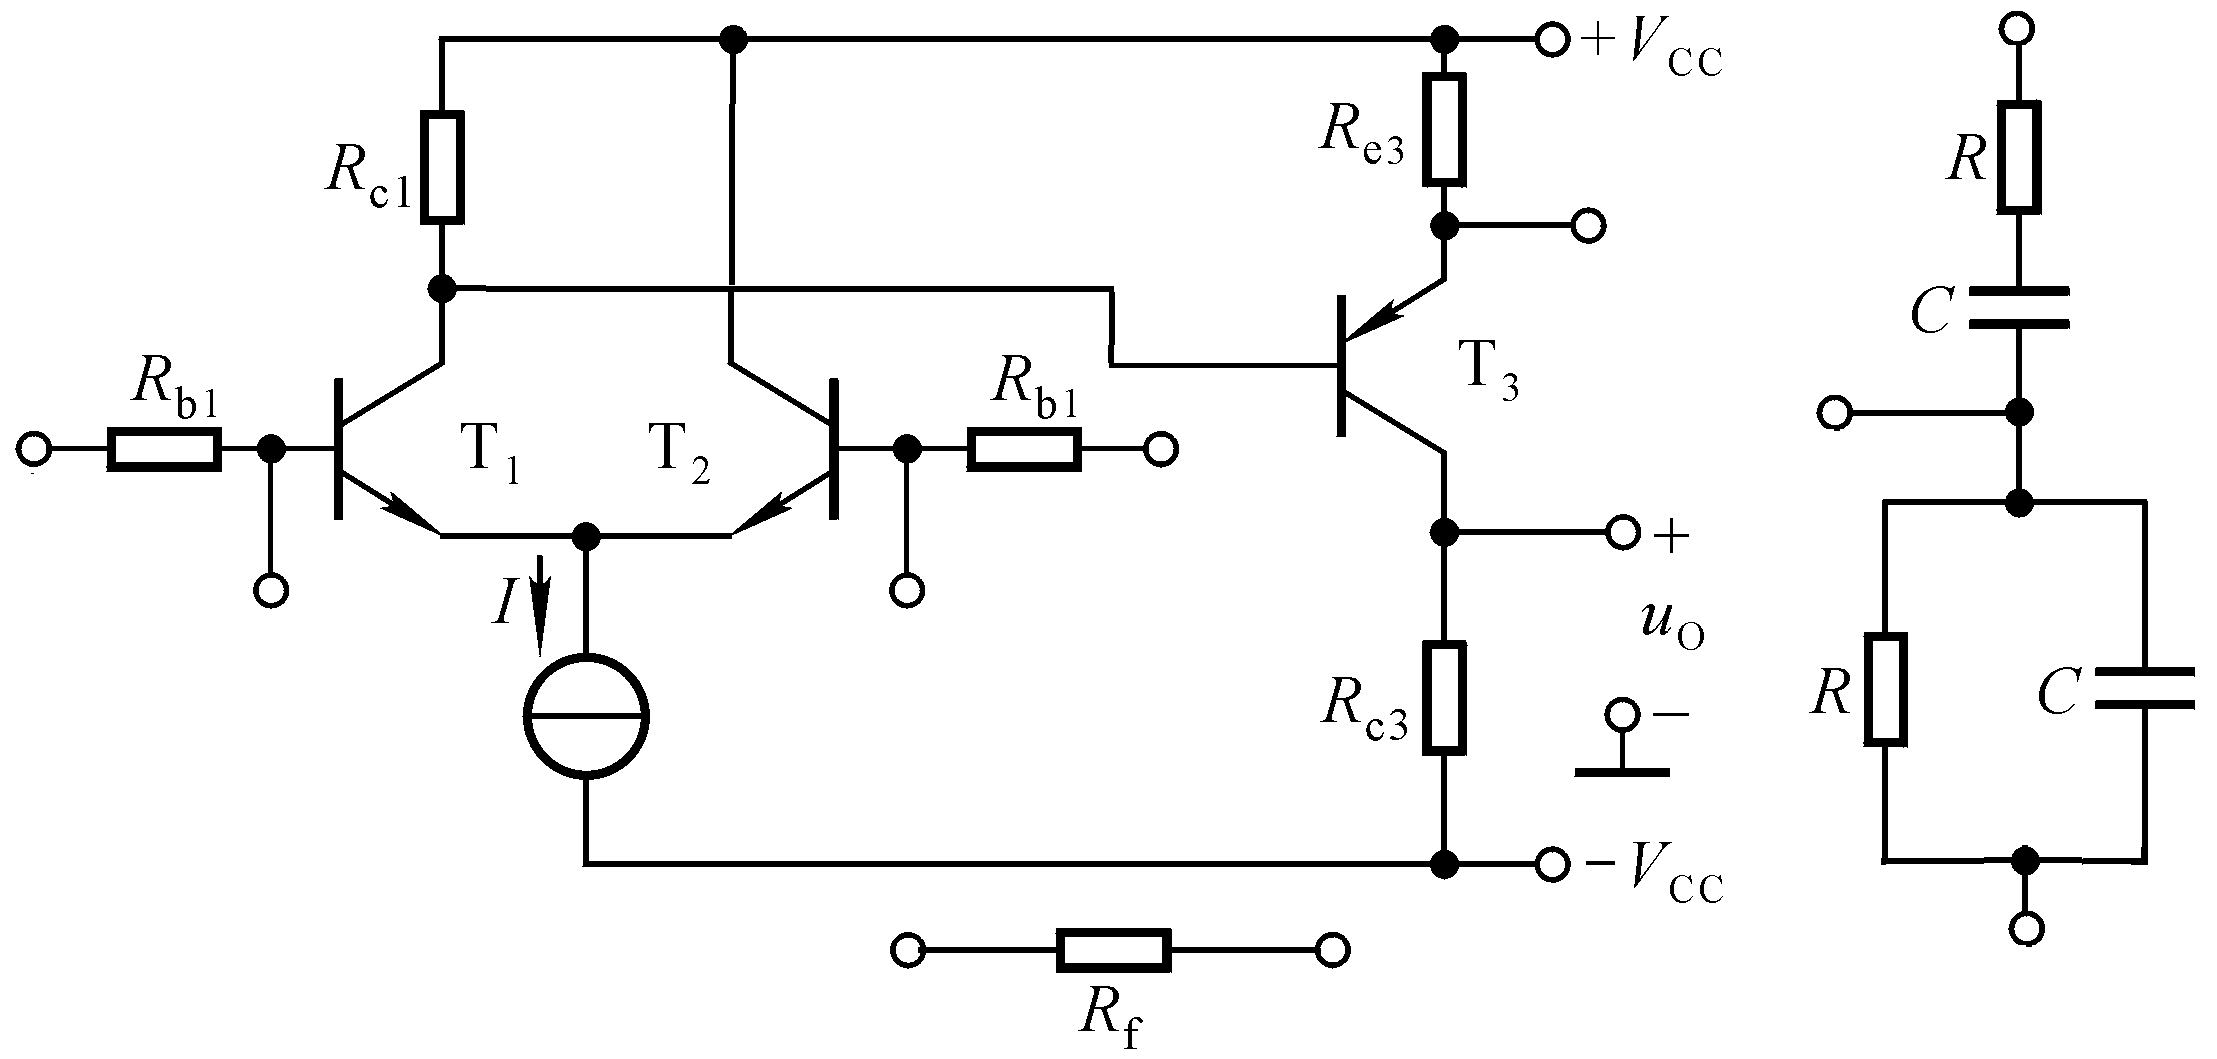 +V_CC
R_e3
R
R_c1
C
R_b1
R_b1
T_3
T_1
T_2
+
I
u_O
R_c3
−
R
C
−V_CC
R_f